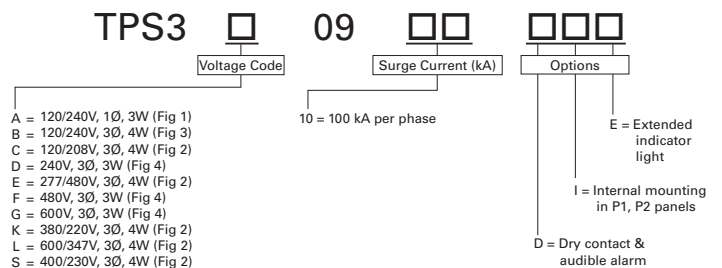 TPS3 □ 09 □□ □□□
Voltage Code
Surge Current (kA)
Options
A = 120/240V, 1Ø, 3W (Fig 1)
B = 120/240V, 3Ø, 4W (Fig 3)
C = 120/208V, 3Ø, 4W (Fig 2)
D = 240V, 3Ø, 3W (Fig 4)
E = 277/480V, 3Ø, 4W (Fig 2)
F = 480V, 3Ø, 3W (Fig 4)
G = 600V, 3Ø, 3W (Fig 4)
K = 380/220V, 3Ø, 4W (Fig 2)
L = 600/347V, 3Ø, 4W (Fig 2)
S = 400/230V, 3Ø, 4W (Fig 2)
10 = 100 kA per phase
E = Extended
indicator
light
I = Internal mounting
in P1, P2 panels
D = Dry contact &
audible alarm